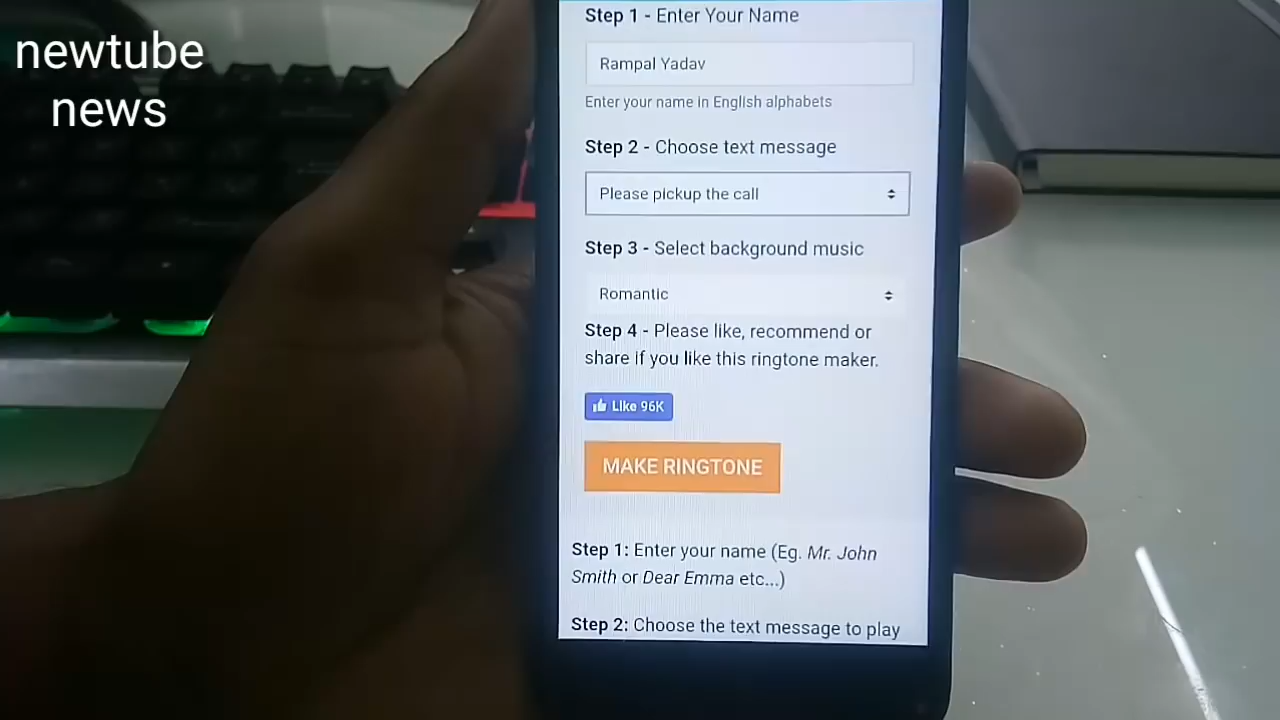 newtube
news
Step 1 - Enter Your Name
Rampal Yadav
Enter your name in English alphabets
Step 2 - Choose text message
Please pickup the call
Step 3 - Select background music
Romantic
Step 4 - Please like, recommend or
share if you like this ringtone maker.
Like 96K
MAKE RINGTONE
Step 1: Enter your name (Eg. Mr. John
Smith or Dear Emma etc...)
Step 2: Choose the text message to play